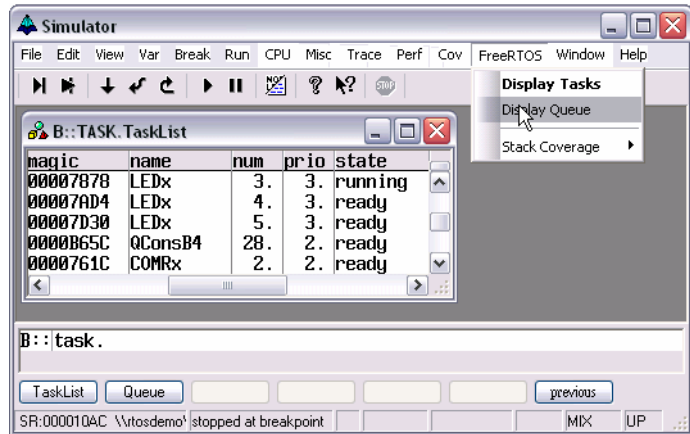 Simulator
File Edit View Var Break Run CPU Misc Trace Perf Cov FreeRTOS Window Help
STOP
Display Tasks
Display Queue
Stack Coverage
B::TASK.TaskList
magic name num prio state
00007878 LEDx 3. 3. running
00007AD4 LEDx 4. 3. ready
00007D30 LEDx 5. 3. ready
0000B65C QConsB4 28. 2. ready
0000761C COMRx 2. 2. ready
B::task.
TaskList Queue previous
SR:000010AC \\rtosdemo\ stopped at breakpoint MIX UP